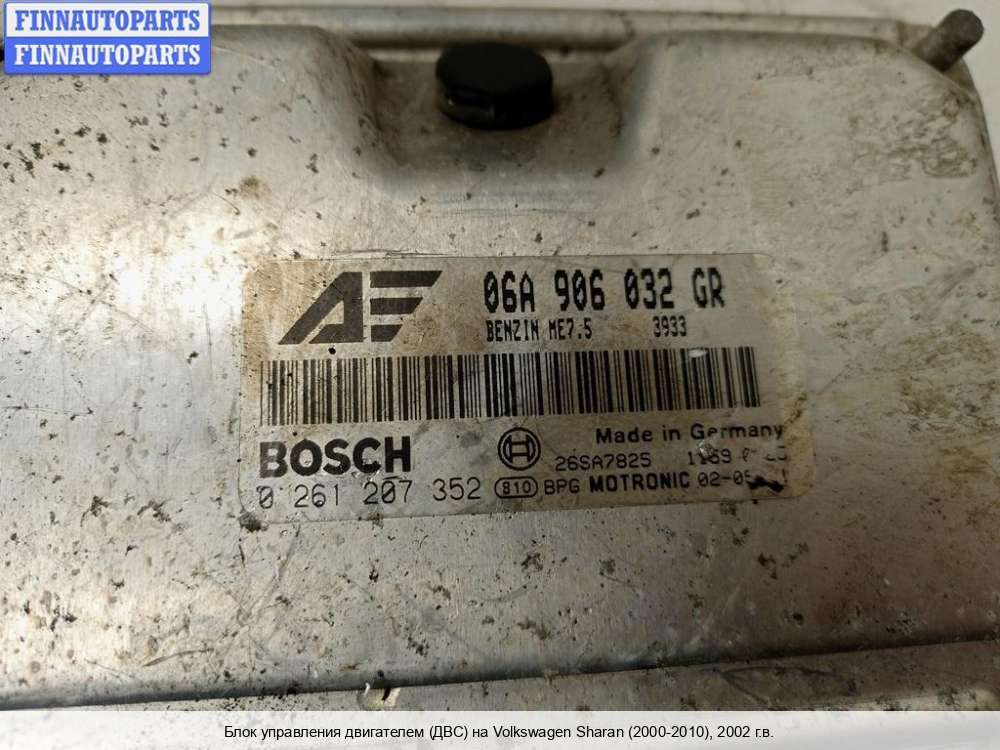 FINNAUTOPARTS
FINNAUTOPARTS
06A 906 032 GR
BENZIN ME7.5 3933
BOSCH
Made in Germany
26SA7825
0 261 207 352 810 BPG MOTRONIC
Блок управления двигателем (ДВС) на Volkswagen Sharan (2000-2010), 2002 г.в.